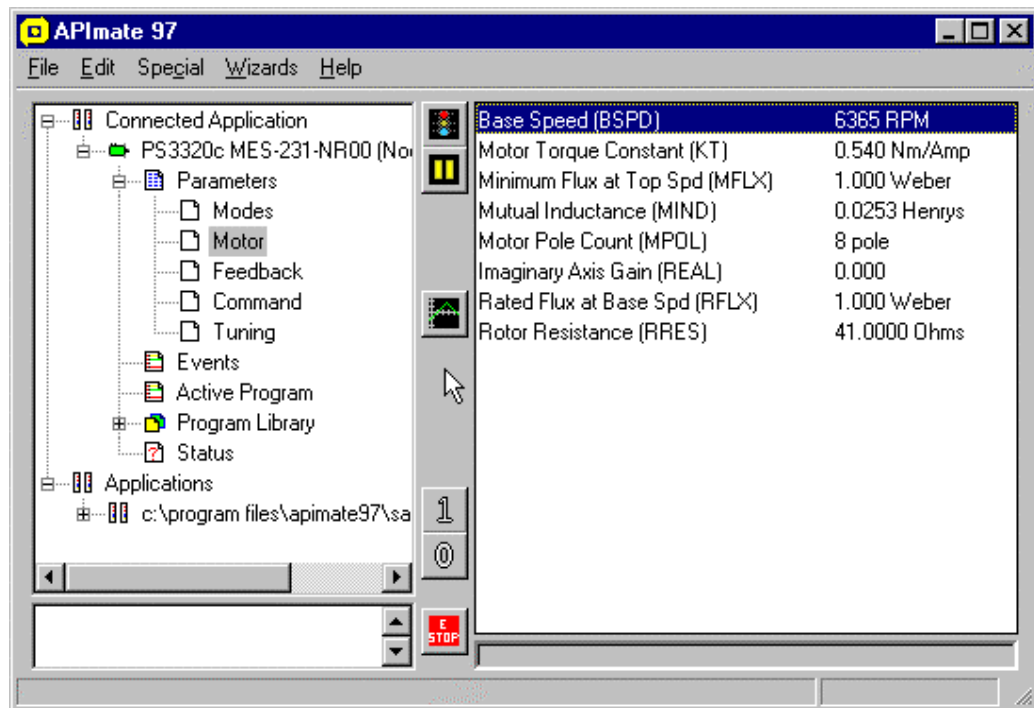 APImate 97
File Edit Special Wizards Help
Connected Application
PS3320c MES-231-NR00 (No
Parameters
Modes
Motor
Feedback
Command
Tuning
Events
Active Program
Program Library
Status
Applications
c:\program files\apimate97\sa
1
0
E
STOP
Base Speed (BSPD) 6365 RPM
Motor Torque Constant (KT) 0.540 Nm/Amp
Minimum Flux at Top Spd (MFLX) 1.000 Weber
Mutual Inductance (MIND) 0.0253 Henrys
Motor Pole Count (MPOL) 8 pole
Imaginary Axis Gain (REAL) 0.000
Rated Flux at Base Spd (RFLX) 1.000 Weber
Rotor Resistance (RRES) 41.0000 Ohms